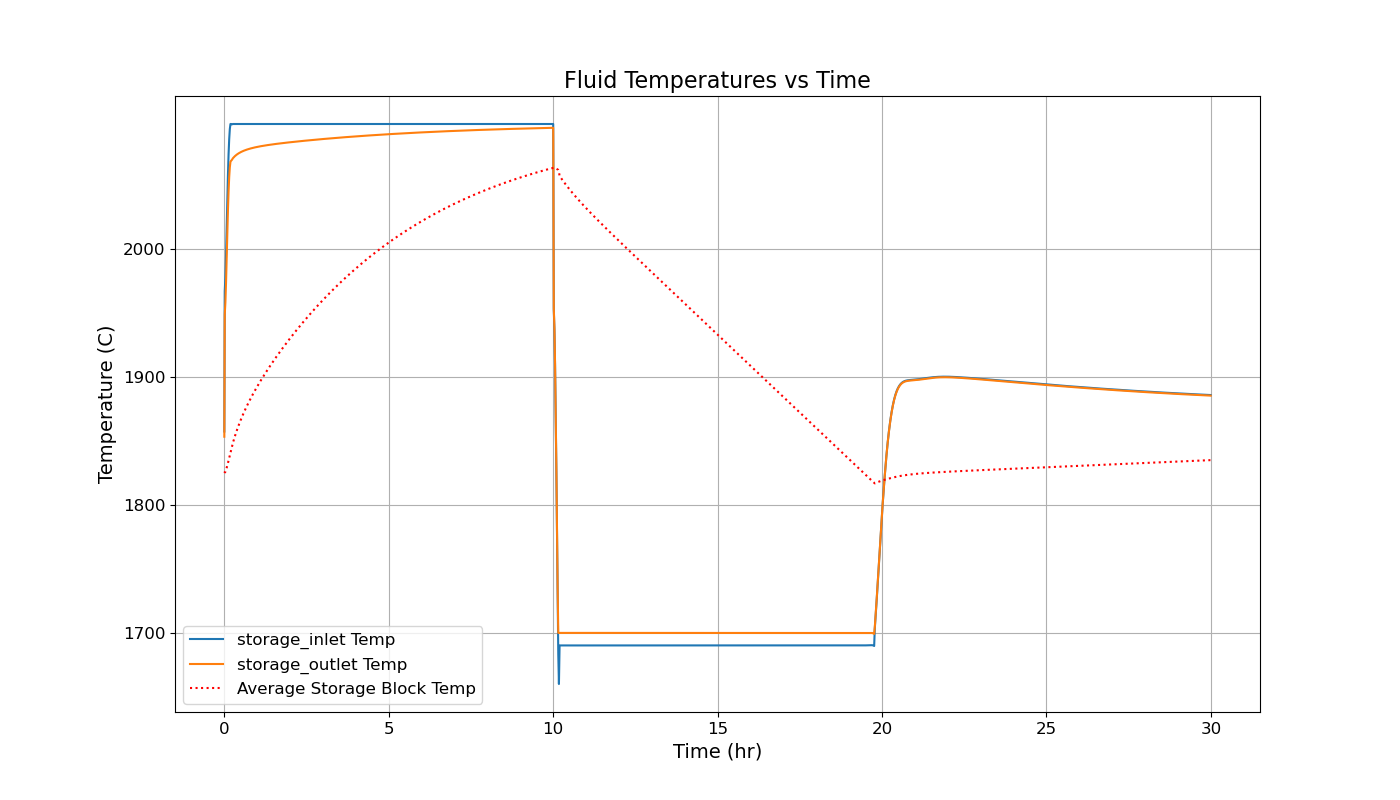 Fluid Temperatures vs Time
Temperature (C)
2000
1900
1800
1700
storage_inlet Temp
storage_outlet Temp
Average Storage Block Temp
0 5 10 15 20 25 30
Time (hr)